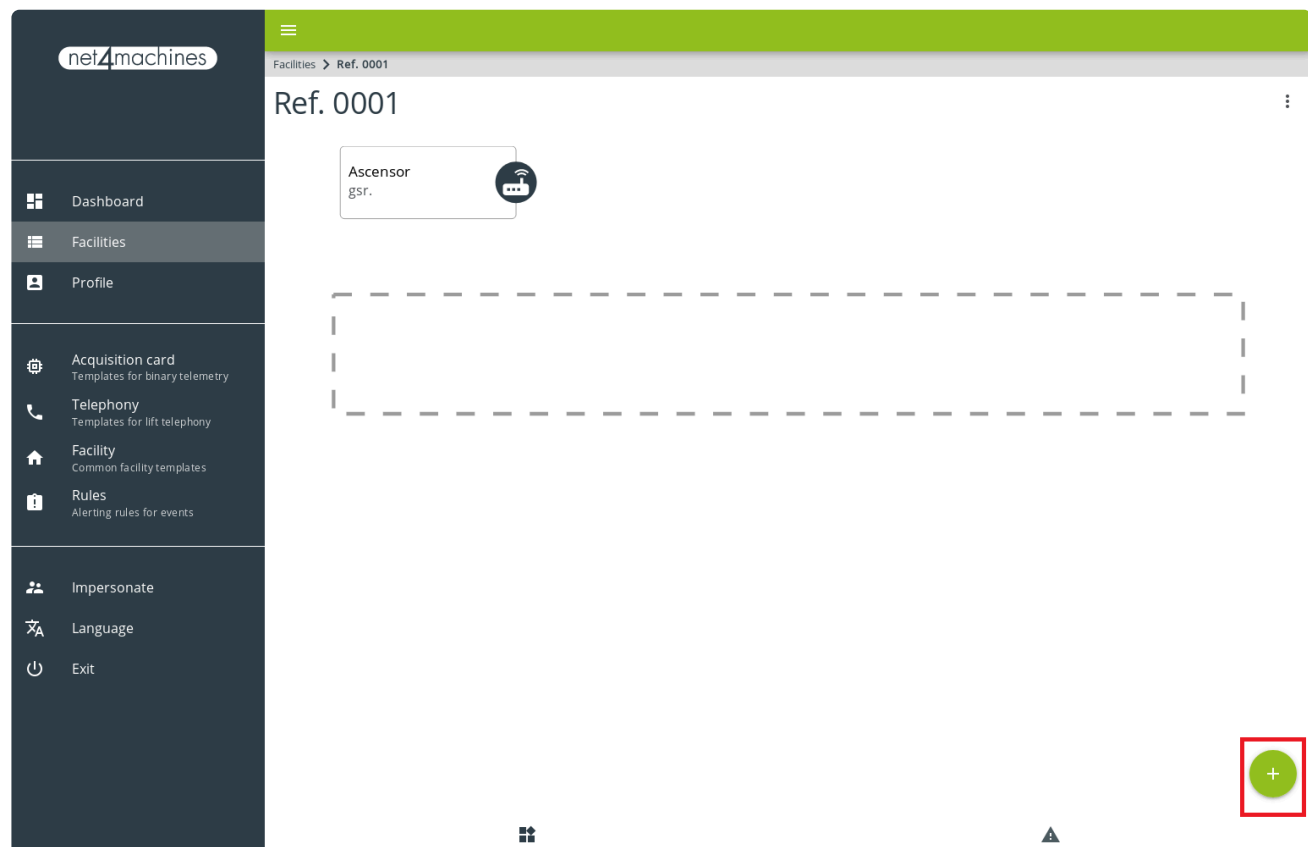 net4machines
Facilities > Ref. 0001
Ref. 0001
Ascensor
gsr.
Dashboard
Facilities
Profile
Acquisition card
Templates for binary telemetry
Telephony
Templates for lift telephony
Facility
Common facility templates
Rules
Alerting rules for events
Impersonate
Language
Exit